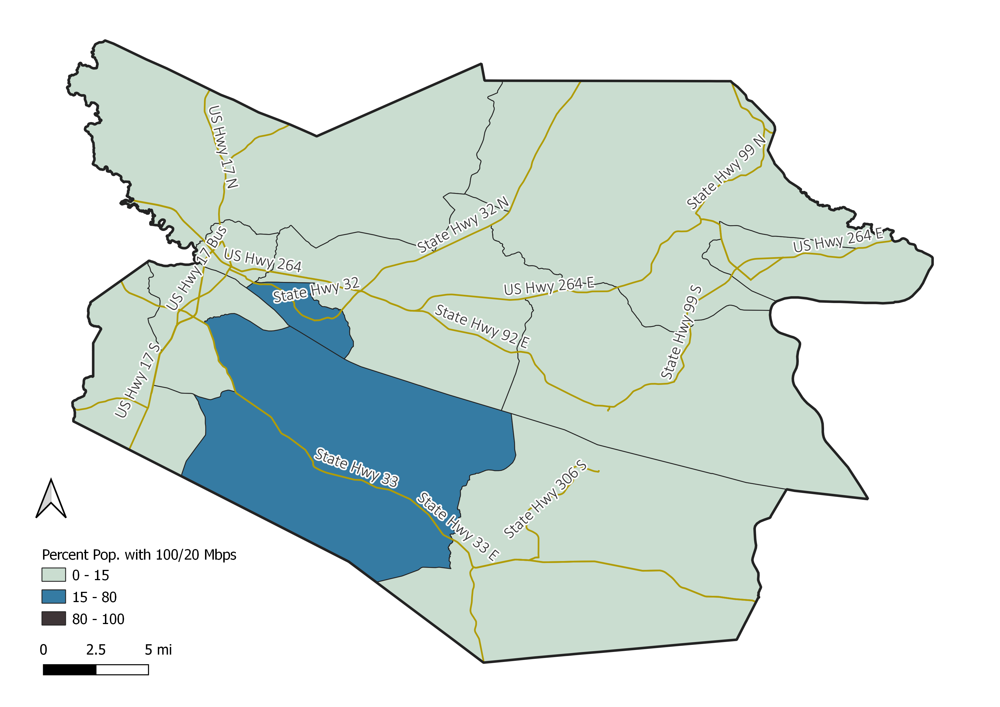 US Hwy 17 N
State Hwy 99 N
State Hwy 32 N
US Hwy 17 Bus
US Hwy 264 E
US Hwy 264
State Hwy 32
US Hwy 264 E
State Hwy 99 S
State Hwy 92 E
US Hwy 17 S
State Hwy 33
State Hwy 306 S
State Hwy 33 E
Percent Pop. with 100/20 Mbps
0 - 15
15 - 80
80 - 100
0 2.5 5 mi